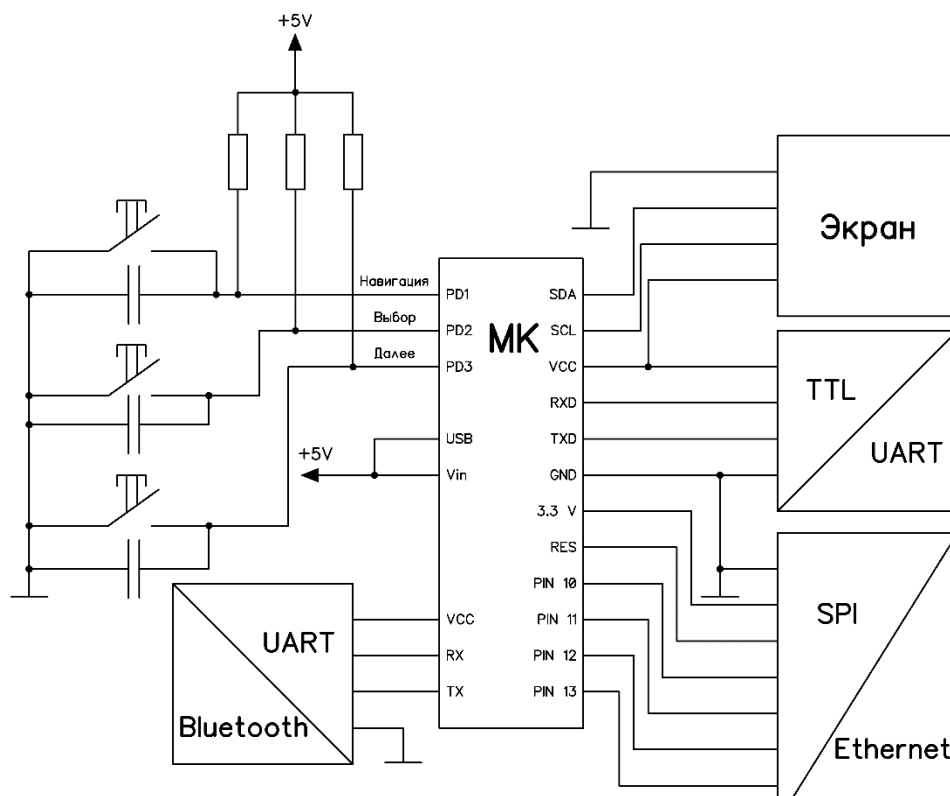 +5V
Экран
Навигация
Выбор
Далее
+5V
МК
PD1
PD2
PD3
USB
Vin
VCC
RX
TX
SDA
SCL
VCC
RXD
TXD
GND
3.3 V
RES
PIN 10
PIN 11
PIN 12
PIN 13
TTL
UART
SPI
Ethernet
UART
Bluetooth